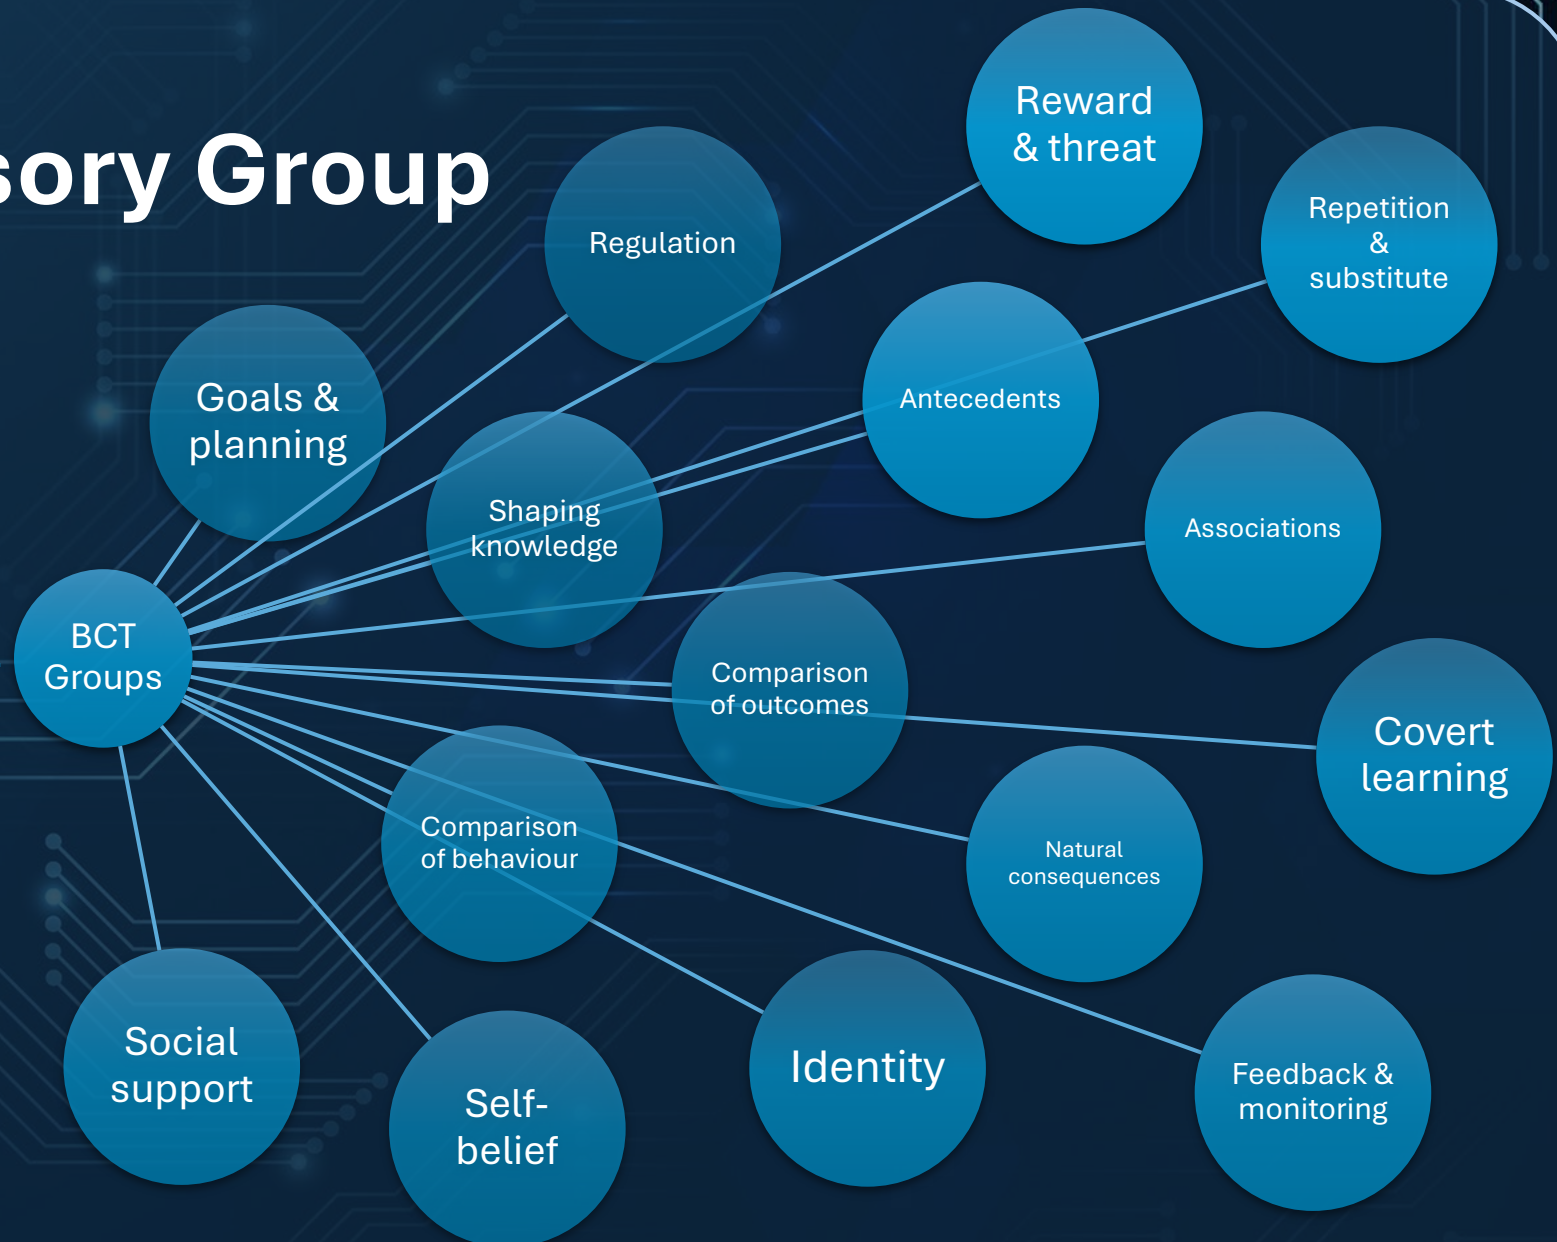 sory Group
Reward
& threat
Regulation
Repetition
&
substitute
Goals &
planning
Antecedents
Shaping
knowledge
Associations
BCT
Groups
Comparison
of outcomes
Covert
learning
Comparison
of behaviour
Natural
consequences
Social
support
Self-
belief
Identity
Feedback &
monitoring